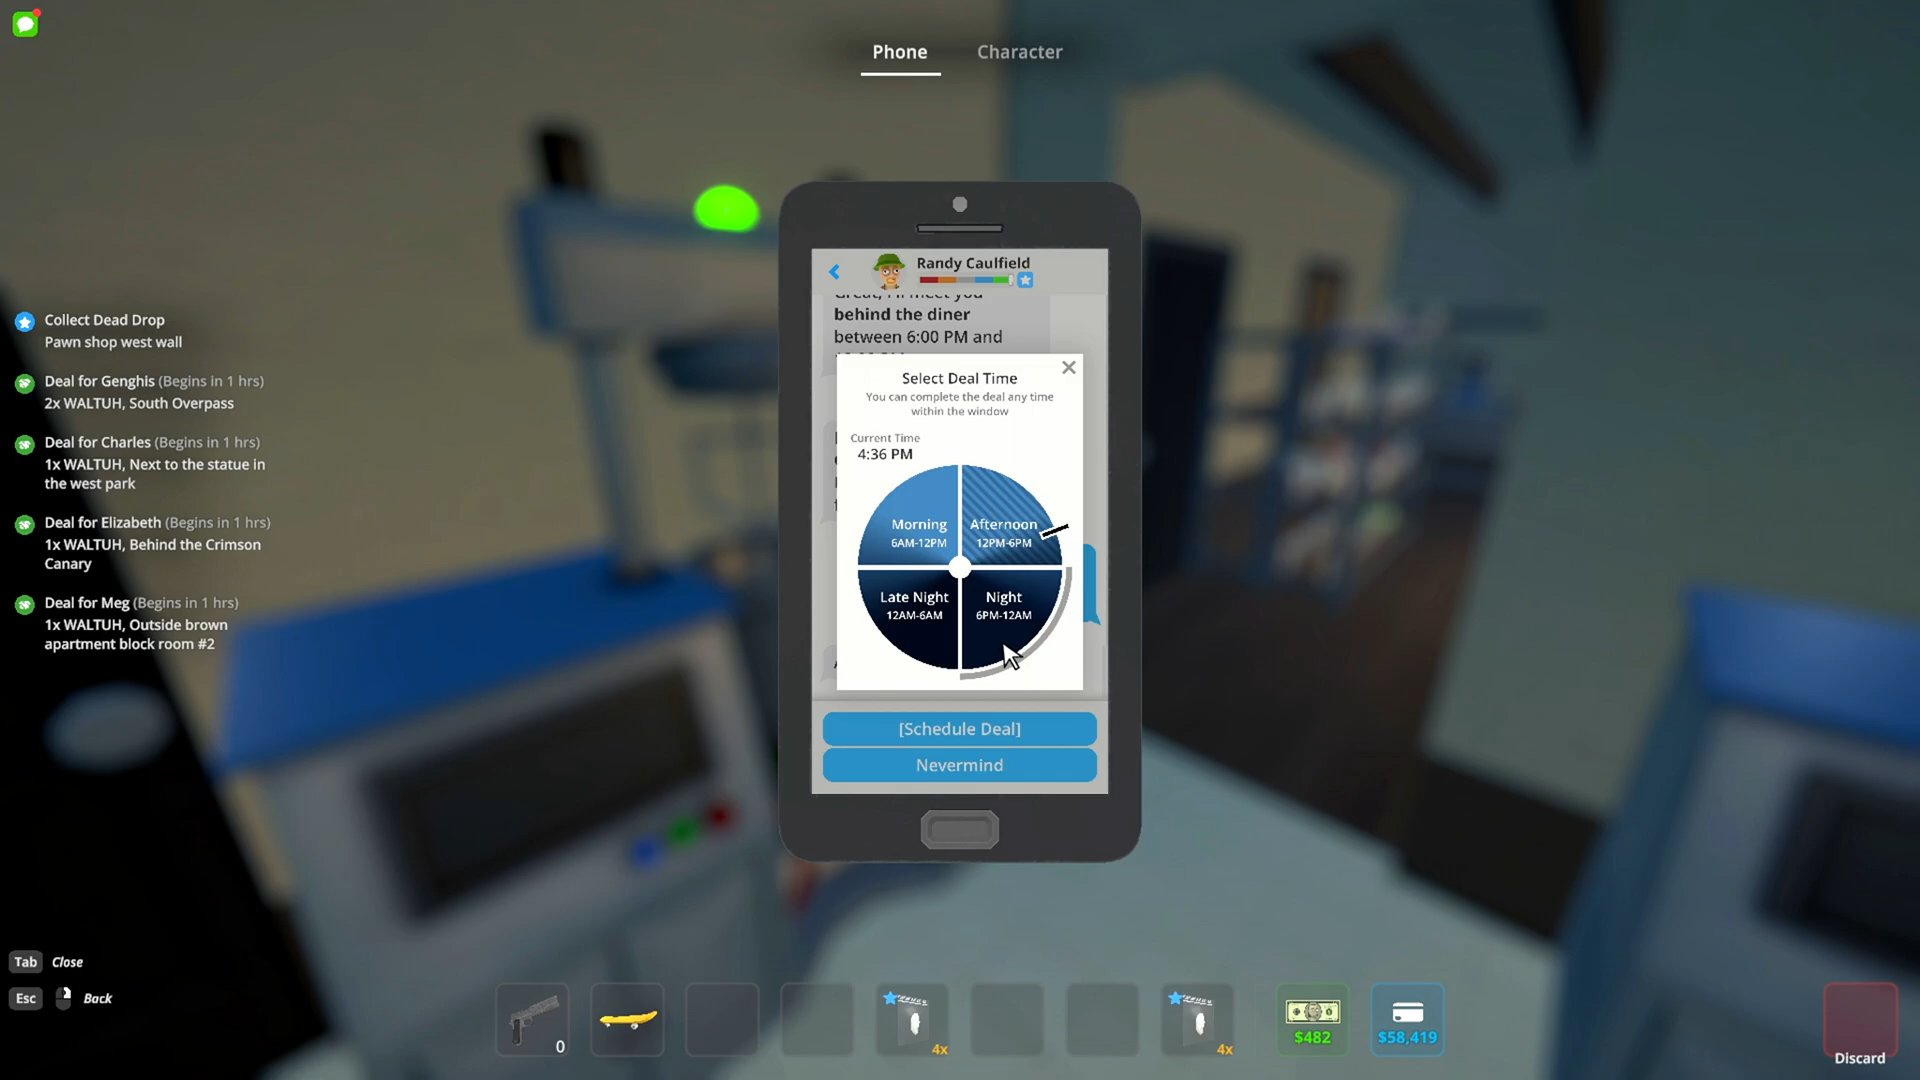 Phone
Character
Collect Dead Drop
Pawn shop west wall
Deal for Genghis (Begins in 1 hrs)
2x WALTUH, South Overpass
Deal for Charles (Begins in 1 hrs)
1x WALTUH, Next to the statue in
the west park
Deal for Elizabeth (Begins in 1 hrs)
1x WALTUH, Behind the Crimson
Canary
Deal for Meg (Begins in 1 hrs)
1x WALTUH, Outside brown
apartment block room #2
Randy Caulfield
Great, I'll meet you
behind the diner
between 6:00 PM and
Select Deal Time
You can complete the deal any time
within the window
Current Time
4:36 PM
Morning
6AM-12PM
Afternoon
12PM-6PM
Late Night
12AM-6AM
Night
6PM-12AM
[Schedule Deal]
Nevermind
Tab Close
Esc Back
0
4x
4x
$482
$58,419
Discard